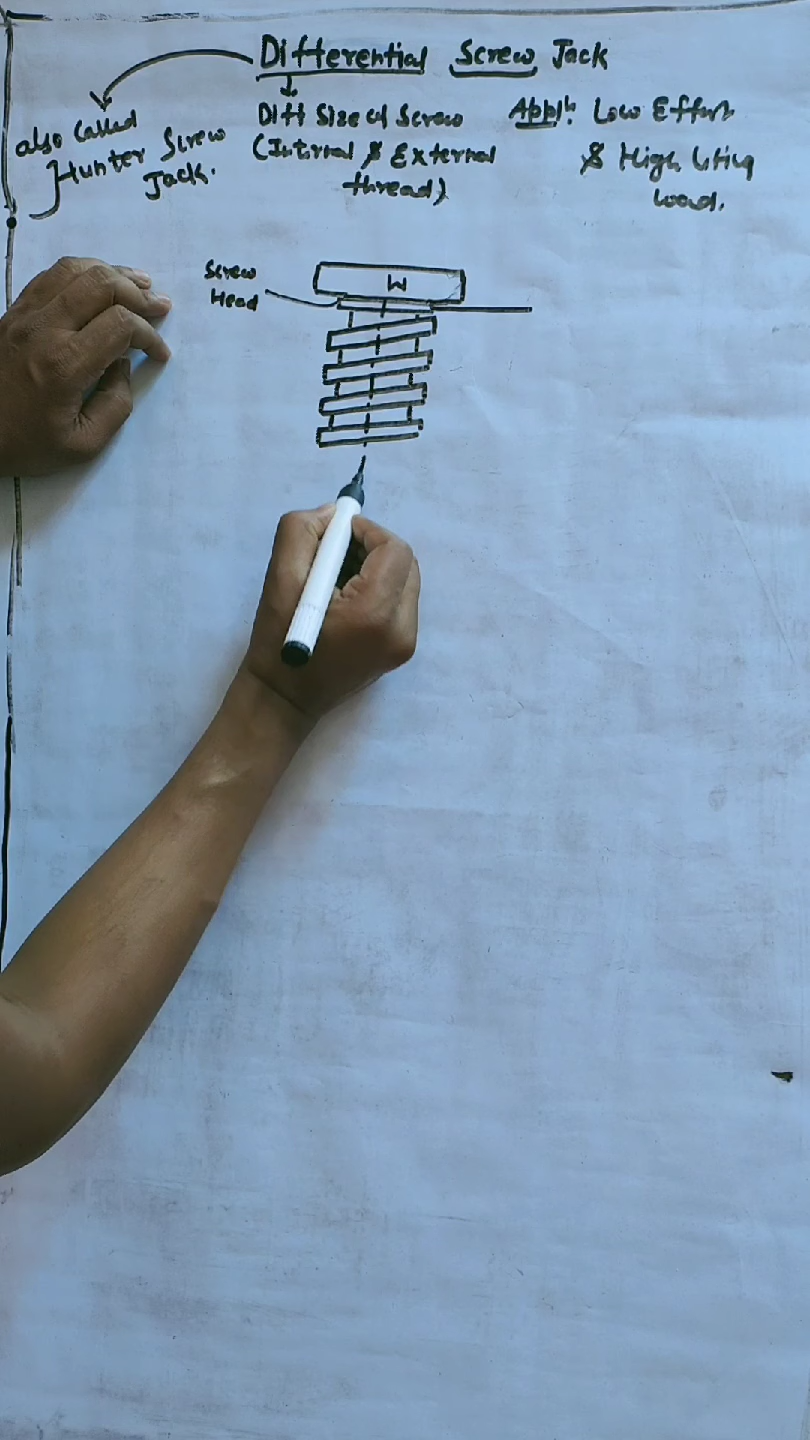 Differential Screw Jack
also called
Hunter Screw
Jack.
Diff Size of Screw
(Internal & External
thread)
Appln: Low Effort
& High lifting
Load.
Screw
Head
W